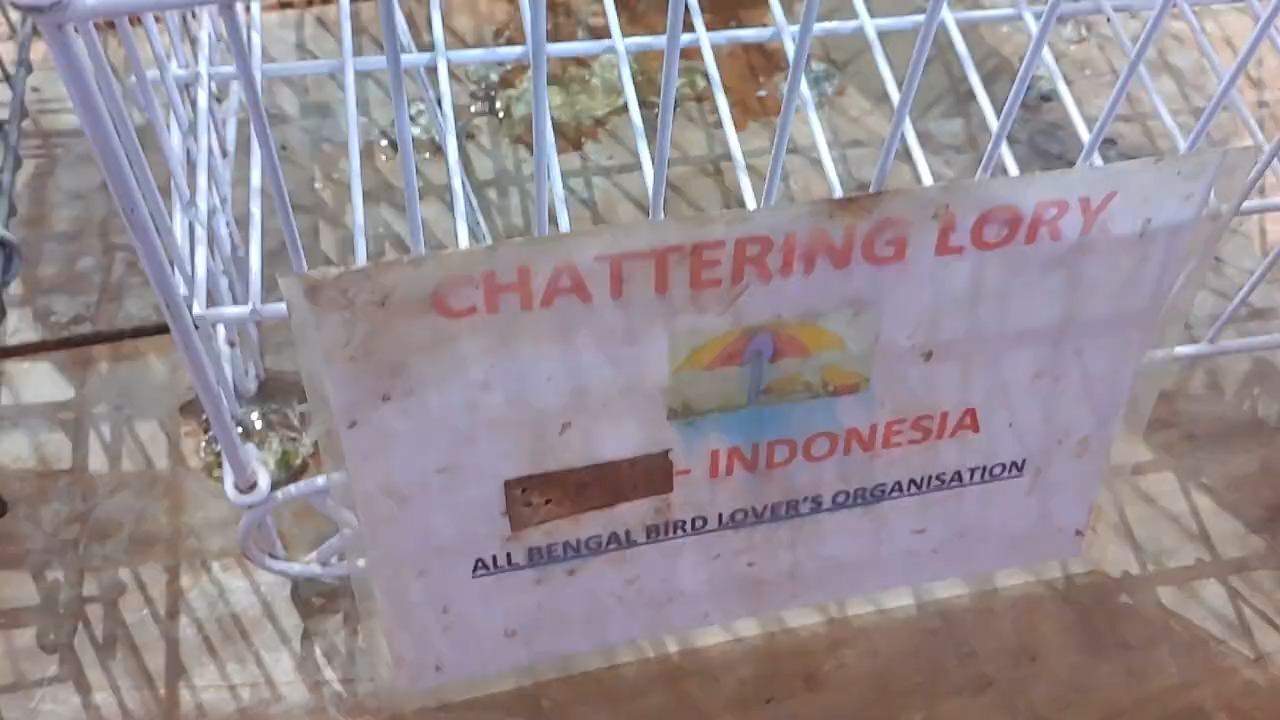 CHATTERING LORY
- INDONESIA
ALL BENGAL BIRD LOVER'S ORGANISATION